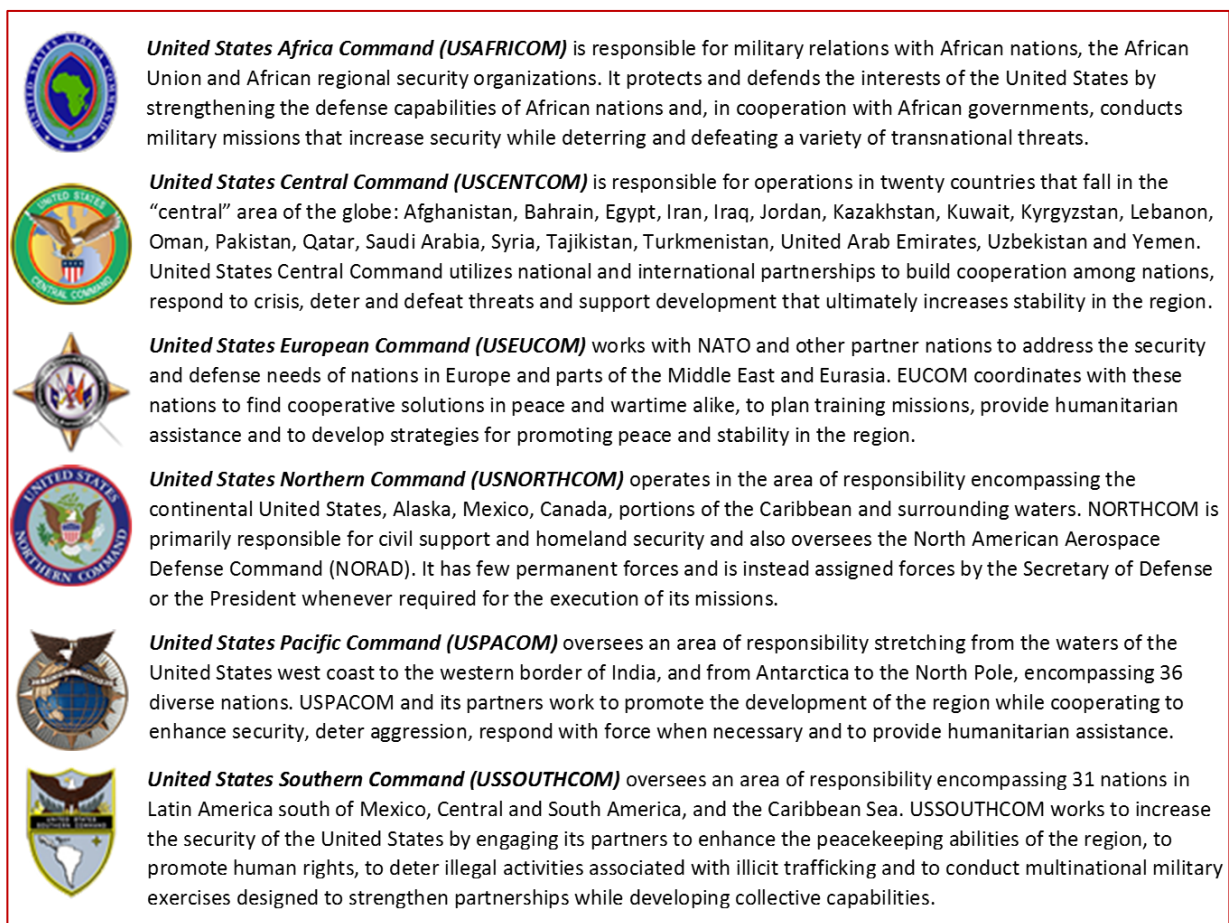 United States Africa Command (USAFRICOM) is responsible for military relations with African nations, the African
Union and African regional security organizations. It protects and defends the interests of the United States by
strengthening the defense capabilities of African nations and, in cooperation with African governments, conducts
military missions that increase security while deterring and defeating a variety of transnational threats.
UNITED STATES AFRICA COMMAND
United States Central Command (USCENTCOM) is responsible for operations in twenty countries that fall in the
“central” area of the globe: Afghanistan, Bahrain, Egypt, Iran, Iraq, Jordan, Kazakhstan, Kuwait, Kyrgyzstan, Lebanon,
Oman, Pakistan, Qatar, Saudi Arabia, Syria, Tajikistan, Turkmenistan, United Arab Emirates, Uzbekistan and Yemen.
United States Central Command utilizes national and international partnerships to build cooperation among nations,
respond to crisis, deter and defeat threats and support development that ultimately increases stability in the region.
UNITED STATES
CENTRAL COMMAND
United States European Command (USEUCOM) works with NATO and other partner nations to address the security
and defense needs of nations in Europe and parts of the Middle East and Eurasia. EUCOM coordinates with these
nations to find cooperative solutions in peace and wartime alike, to plan training missions, provide humanitarian
assistance and to develop strategies for promoting peace and stability in the region.
United States Northern Command (USNORTHCOM) operates in the area of responsibility encompassing the
continental United States, Alaska, Mexico, Canada, portions of the Caribbean and surrounding waters. NORTHCOM is
primarily responsible for civil support and homeland security and also oversees the North American Aerospace
Defense Command (NORAD). It has few permanent forces and is instead assigned forces by the Secretary of Defense
or the President whenever required for the execution of its missions.
UNITED STATES
NORTHERN COMMAND
United States Pacific Command (USPACOM) oversees an area of responsibility stretching from the waters of the
United States west coast to the western border of India, and from Antarctica to the North Pole, encompassing 36
diverse nations. USPACOM and its partners work to promote the development of the region while cooperating to
enhance security, deter aggression, respond with force when necessary and to provide humanitarian assistance.
United States Southern Command (USSOUTHCOM) oversees an area of responsibility encompassing 31 nations in
Latin America south of Mexico, Central and South America, and the Caribbean Sea. USSOUTHCOM works to increase
the security of the United States by engaging its partners to enhance the peacekeeping abilities of the region, to
promote human rights, to deter illegal activities associated with illicit trafficking and to conduct multinational military
exercises designed to strengthen partnerships while developing collective capabilities.
UNITED STATES
SOUTHERN COMMAND